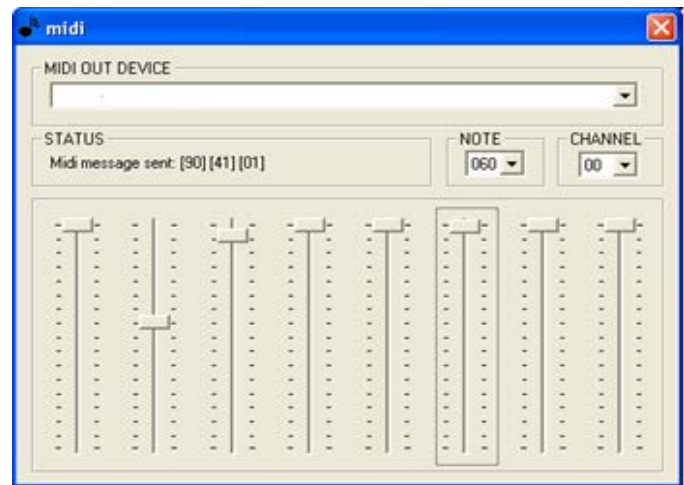 midi
MIDI OUT DEVICE
STATUS
Midi message sent: [90] [41] [01]
NOTE
060
CHANNEL
00